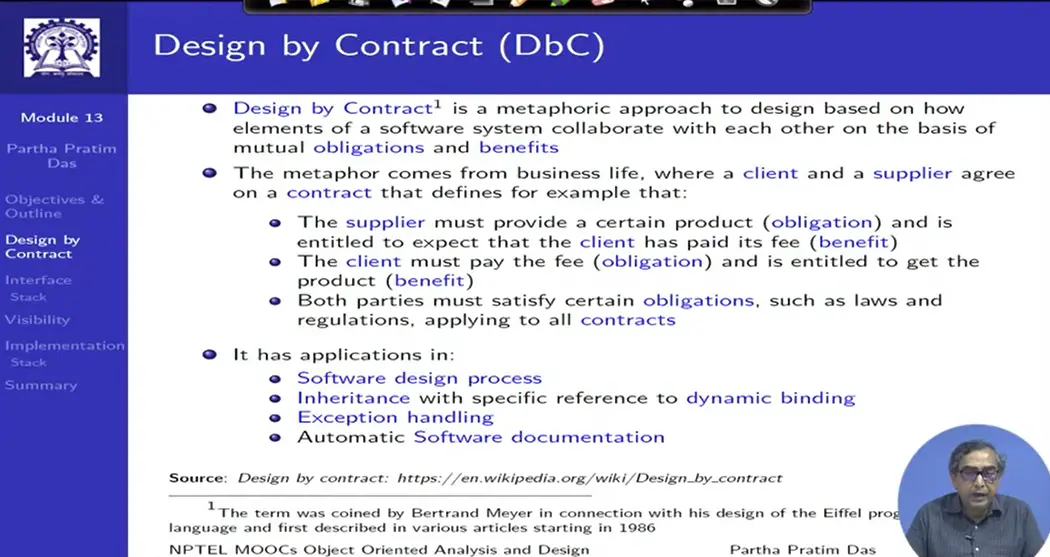 Design by Contract (DbC)
Module 13
Partha Pratim
Das
Objectives &
Outline
Design by
Contract
Interface
Stack
Visibility
Implementation
Stack
Summary
Design by Contract1 is a metaphoric approach to design based on how
elements of a software system collaborate with each other on the basis of
mutual obligations and benefits
The metaphor comes from business life, where a client and a supplier agree
on a contract that defines for example that:
The supplier must provide a certain product (obligation) and is
entitled to expect that the client has paid its fee (benefit)
The client must pay the fee (obligation) and is entitled to get the
product (benefit)
Both parties must satisfy certain obligations, such as laws and
regulations, applying to all contracts
It has applications in:
Software design process
Inheritance with specific reference to dynamic binding
Exception handling
Automatic Software documentation
Source: Design by contract: https://en.wikipedia.org/wiki/Design_by_contract
1The term was coined by Bertrand Meyer in connection with his design of the Eiffel
language and first described in various articles starting in 1986
NPTEL MOOCs Object Oriented Analysis and Design
Partha Pratim Das